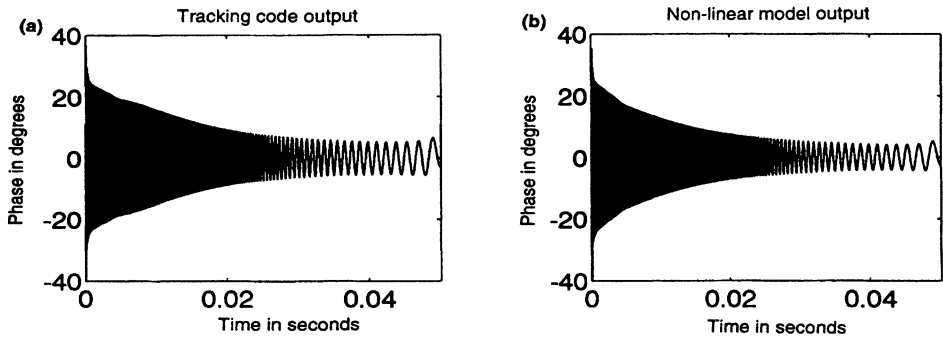 (a)
Tracking code output
40
20
0
-20
-40
Phase in degrees
0
0.02
0.04
Time in seconds
(b)
Non-linear model output
40
20
0
-20
-40
Phase in degrees
0
0.02
0.04
Time in seconds